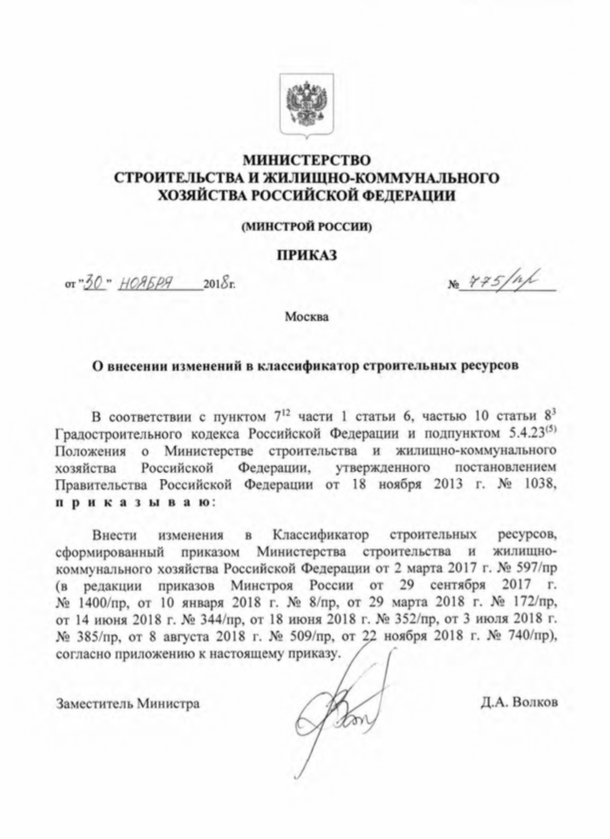 МИНИСТЕРСТВО
СТРОИТЕЛЬСТВА И ЖИЛИЩНО-КОММУНАЛЬНОГО
ХОЗЯЙСТВА РОССИЙСКОЙ ФЕДЕРАЦИИ
(МИНСТРОЙ РОССИИ)
ПРИКАЗ
от "30" НОЯБРЯ 2018г. № 775/пр
Москва
О внесении изменений в классификатор строительных ресурсов
В соответствии с пунктом 7¹² части 1 статьи 6, частью 10 статьи 8³
Градостроительного кодекса Российской Федерации и подпунктом 5.4.23⁽⁵⁾
Положения о Министерстве строительства и жилищно-коммунального
хозяйства Российской Федерации, утвержденного постановлением
Правительства Российской Федерации от 18 ноября 2013 г. № 1038,
п р и к а з ы в а ю:
Внести изменения в Классификатор строительных ресурсов,
сформированный приказом Министерства строительства и жилищно-
коммунального хозяйства Российской Федерации от 2 марта 2017 г. № 597/пр
(в редакции приказов Минстроя России от 29 сентября 2017 г.
№ 1400/пр, от 10 января 2018 г. № 8/пр, от 29 марта 2018 г. № 172/пр,
от 14 июня 2018 г. № 344/пр, от 18 июня 2018 г. № 352/пр, от 3 июля 2018 г.
№ 385/пр, от 8 августа 2018 г. № 509/пр, от 22 ноября 2018 г. № 740/пр),
согласно приложению к настоящему приказу.
Заместитель Министра Д.А. Волков